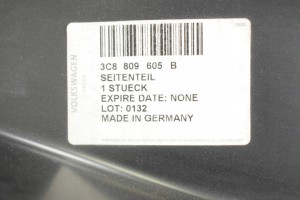 3C8 809 605 B
SEITENTEIL
1 STUECK
EXPIRE DATE: NONE
LOT: 0132
MADE IN GERMANY
VOLKSWAGEN